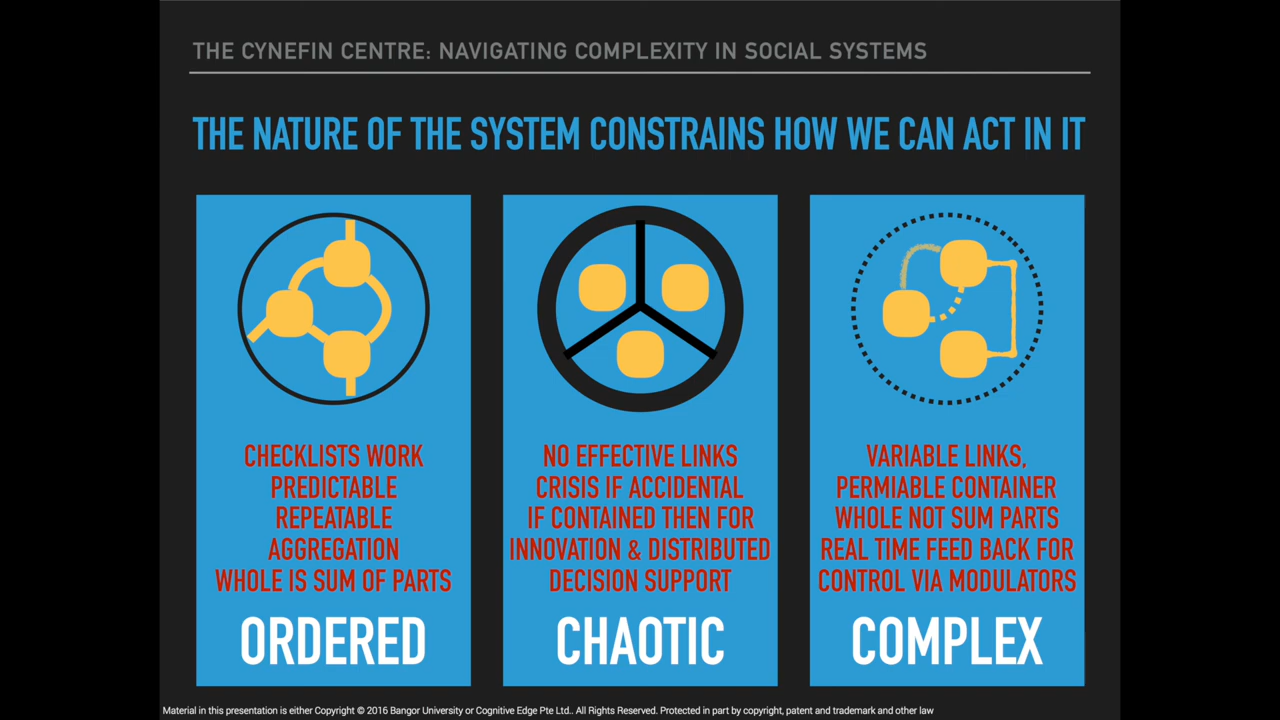 THE CYNEFIN CENTRE: NAVIGATING COMPLEXITY IN SOCIAL SYSTEMS
THE NATURE OF THE SYSTEM CONSTRAINS HOW WE CAN ACT IN IT
CHECKLISTS WORK
PREDICTABLE
REPEATABLE
AGGREGATION
WHOLE IS SUM OF PARTS
ORDERED
NO EFFECTIVE LINKS
CRISIS IF ACCIDENTAL
IF CONTAINED THEN FOR
INNOVATION & DISTRIBUTED
DECISION SUPPORT
CHAOTIC
VARIABLE LINKS,
PERMIABLE CONTAINER
WHOLE NOT SUM PARTS
REAL TIME FEED BACK FOR
CONTROL VIA MODULATORS
COMPLEX
Material in this presentation is either Copyright © 2016 Bangor University or Cognitive Edge Pte Ltd.. All Rights Reserved. Protected in part by copyright, patent and trademark and other law